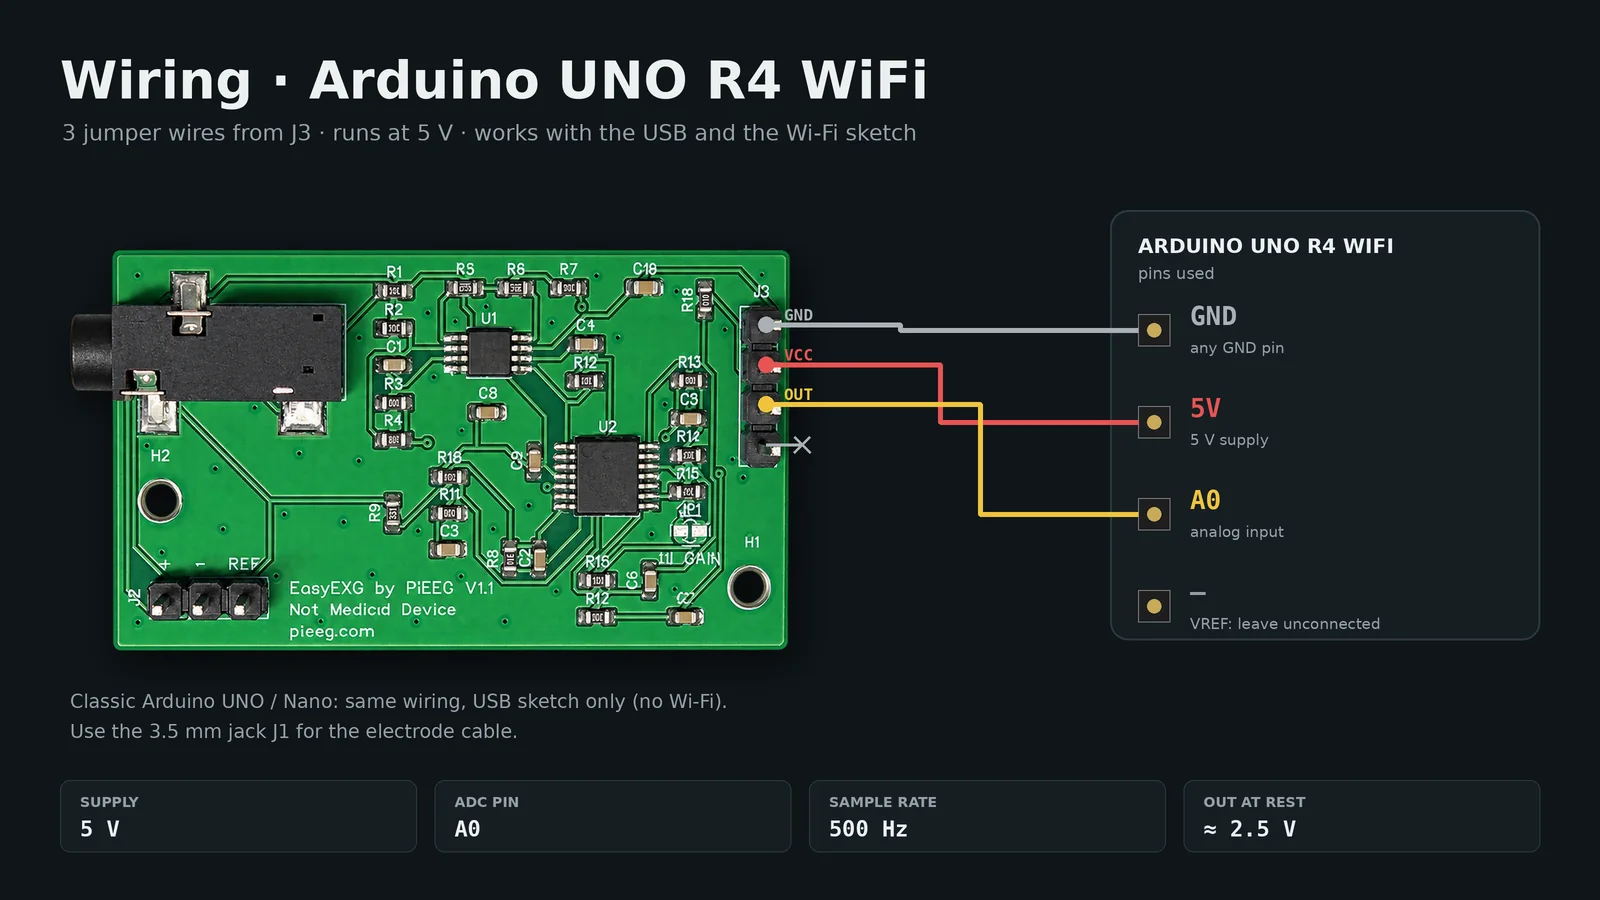 Wiring · Arduino UNO R4 WiFi
3 jumper wires from J3 · runs at 5 V · works with the USB and the Wi-Fi sketch
R1
R5
R6
R7
C18
R18
J3
R2
U1
C4
C1
R12
R13
R3
C8
C3
R4
U2
R12
H2
R18
C9
R15
R11
R9
JP1
C3
R8
C2
GAIN
H1
R15
C6
+
REF
J2
R12
EasyEXG by PiEEG V1.1
Not Medicid Device
pieeg.com
GND
VCC
OUT
ARDUINO UNO R4 WIFI
pins used
GND
any GND pin
5V
5 V supply
A0
analog input
—
VREF: leave unconnected
Classic Arduino UNO / Nano: same wiring, USB sketch only (no Wi-Fi).
Use the 3.5 mm jack J1 for the electrode cable.
SUPPLY
5 V
ADC PIN
A0
SAMPLE RATE
500 Hz
OUT AT REST
≈ 2.5 V